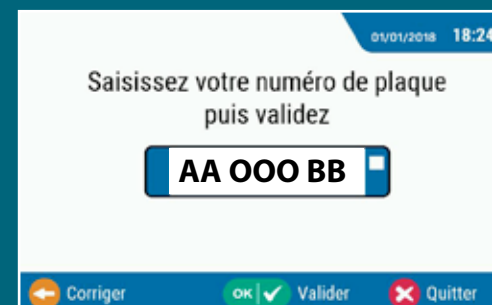 01/01/2018 18:24
Saisissez votre numéro de plaque
puis validez
AA OOO BB
Corriger OK Valider Quitter